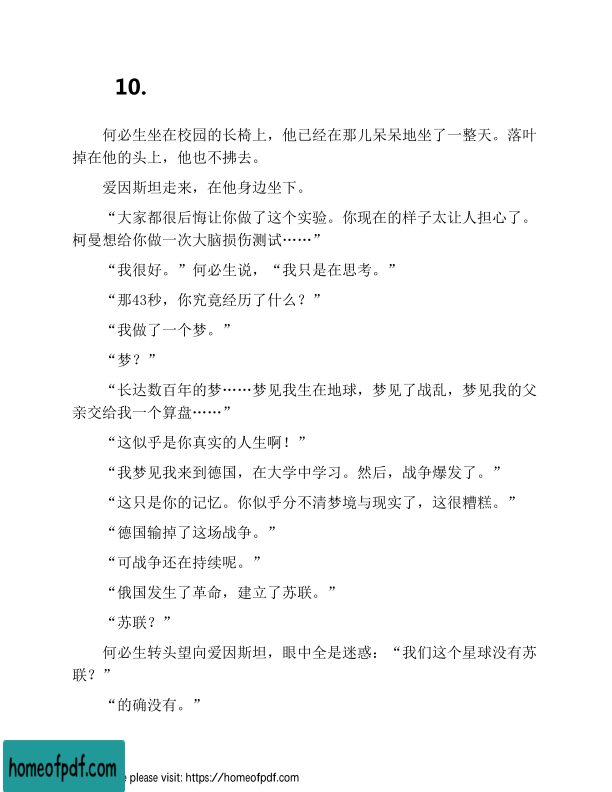 10.
何必生坐在校园的长椅上，他已经在那儿呆呆地坐了一整天。落叶
掉在他的头上，他也不拂去。
爱因斯坦走来，在他身边坐下。
“大家都很后悔让你做了这个实验。你现在的样子太让人担心了。
柯曼想给你做一次大脑损伤测试……”
“我很好。”何必生说，“我只是在思考。”
“那43秒，你究竟经历了什么？”
“我做了一个梦。”
“梦？”
“长达数百年的梦……梦见我生在地球，梦见了战乱，梦见我的父
亲交给我一个算盘……”
“这似乎是你真实的人生啊！”
“我梦见我来到德国，在大学中学习。然后，战争爆发了。”
“这只是你的记忆。你似乎分不清梦境与现实了，这很糟糕。”
“德国输掉了这场战争。”
“可战争还在持续呢。”
“俄国发生了革命，建立了苏联。”
“苏联？”
何必生转头望向爱因斯坦，眼中全是迷惑：“我们这个星球没有苏
联？”
“的确没有。”
homeofpdf.com
e please visit: https://homeofpdf.com